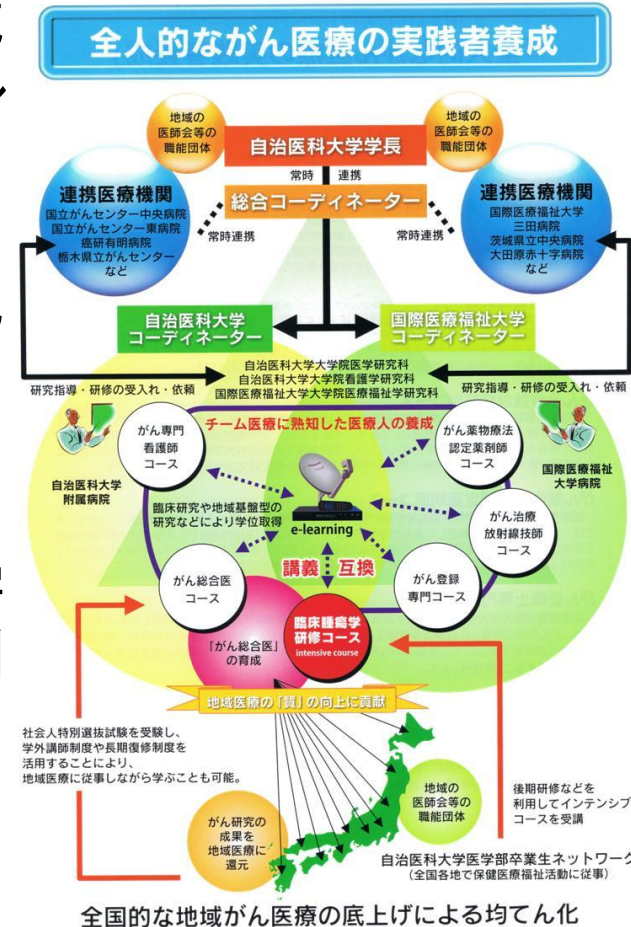 全人的ながん医療の実践者養成
地域の
医師会等の
職能団体
地域の
医師会等の
職能団体
自治医科大学学長
常時 連携
総合コーディネーター
連携医療機関
国立がんセンター中央病院
国立がんセンター東病院
癌研有明病院
栃木県立がんセンター
など
常時連携
常時連携
連携医療機関
国際医療福祉大学
三田病院
茨城県立中央病院
大田原赤十字病院
など
自治医科大学
コーディネーター
国際医療福祉大学
コーディネーター
自治医科大学大学院医学研究科
自治医科大学大学院看護学研究科
国際医療福祉大学大学院医療福祉学研究科
研究指導・研修の受入れ・依頼
研究指導・研修の受入れ・依頼
チーム医療に熟知した医療人の養成
がん専門
看護師
コース
がん薬物療法
認定薬剤師
コース
自治医科大学
附属病院
国際医療福祉
大学病院
臨床研究や地域基盤型の
研究などにより学位取得
e-learning
がん治療
放射線技師
コース
講義 互換
がん総合医
コース
がん登録
専門コース
「がん総合医」
の育成
臨床腫瘍学
研修コース
intensive course
地域医療の「質」の向上に貢献
社会人特別選抜試験を受験し、
学外講師制度や長期復修制度を
活用することにより、
地域医療に従事しながら学ぶことも可能。
がん研究の
成果を
地域医療に
還元
地域の
医師会等の
職能団体
後期研修などを
利用してインテンシブ
コースを受講
自治医科大学医学部卒業生ネットワーク
（全国各地で保健医療福祉活動に従事）
全国的な地域がん医療の底上げによる均てん化